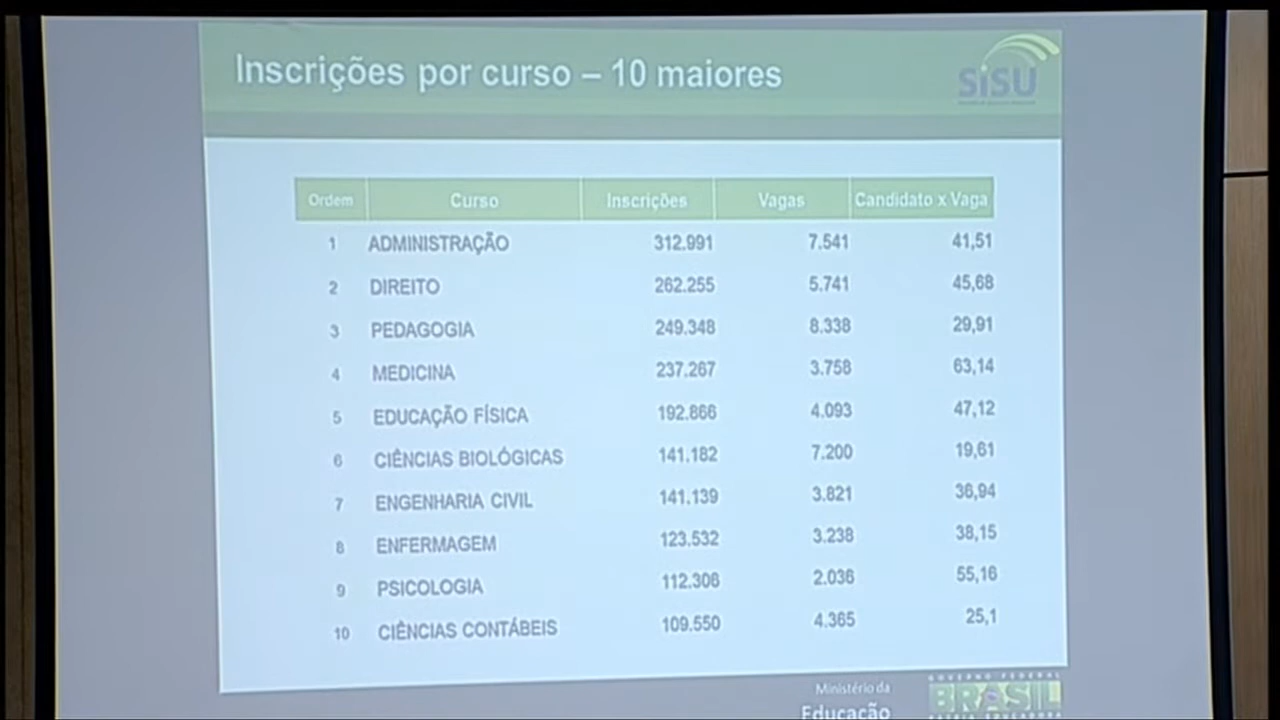 Inscrições por curso – 10 maiores
SiSU
Ordem Curso Inscrições Vagas Candidato x Vaga
1 ADMINISTRAÇÃO 312.991 7.541 41,51
2 DIREITO 262.255 5.741 45,68
3 PEDAGOGIA 249.348 8.338 29,91
4 MEDICINA 237.267 3.758 63,14
5 EDUCAÇÃO FÍSICA 192.866 4.093 47,12
6 CIÊNCIAS BIOLÓGICAS 141.182 7.200 19,61
7 ENGENHARIA CIVIL 141.139 3.821 36,94
8 ENFERMAGEM 123.532 3.238 38,15
9 PSICOLOGIA 112.306 2.036 55,16
10 CIÊNCIAS CONTÁBEIS 109.550 4.365 25,1
Ministério da
Educação
GOVERNO FEDERAL
BRASIL